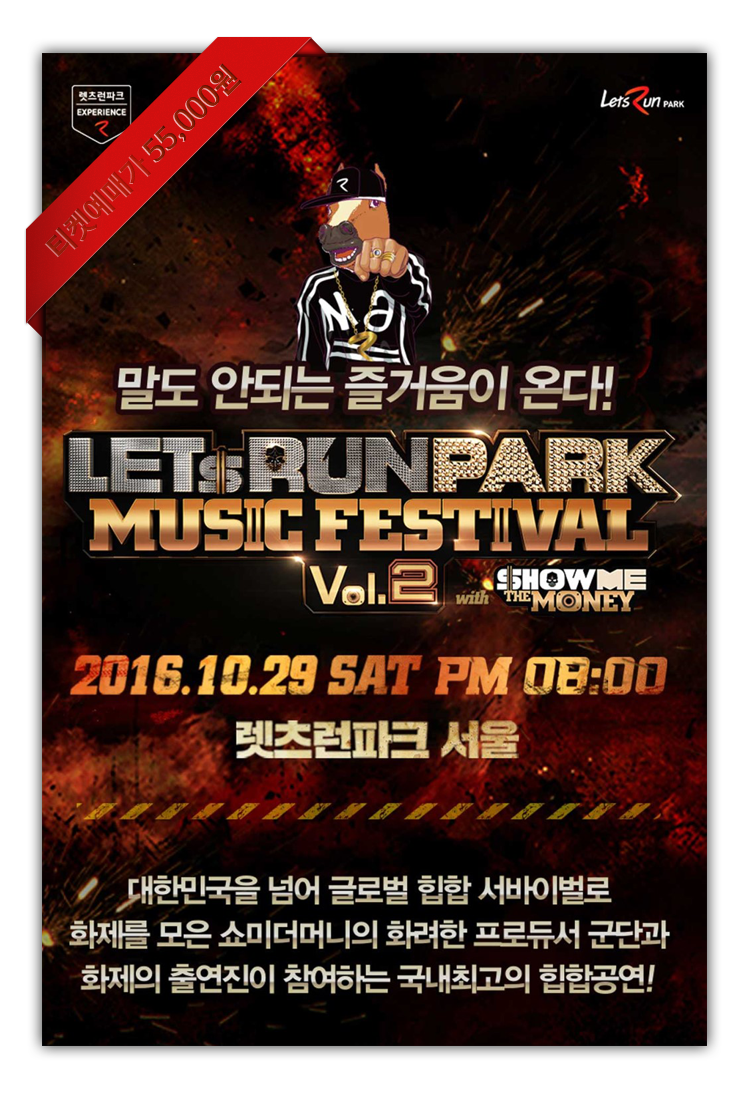 티켓예매가 55,000원
렛츠런파크
EXPERIENCE
LetsRun PARK
Na
말도 안되는 즐거움이 온다!
LETs RUNPARK
MUSIC FESTIVAL
Vol.2 with SHOW ME
THE MONEY
2016.10.29 SAT PM 08:00
렛츠런파크 서울
대한민국을 넘어 글로벌 힙합 서바이벌로
화제를 모은 쇼미더머니의 화려한 프로듀서 군단과
화제의 출연진이 참여하는 국내최고의 힙합공연!